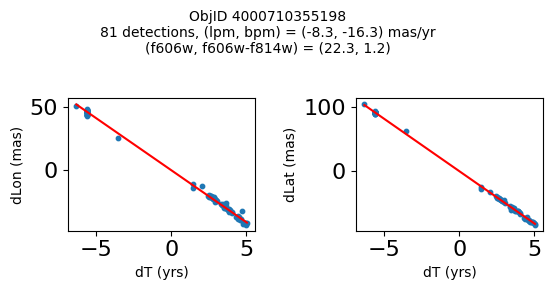 ObjID 4000710355198
81 detections, (lpm, bpm) = (-8.3, -16.3) mas/yr
(f606w, f606w-f814w) = (22.3, 1.2)
dLon (mas)
50
0
−5
0
5
dT (yrs)
dLat (mas)
100
0
−5
0
5
dT (yrs)